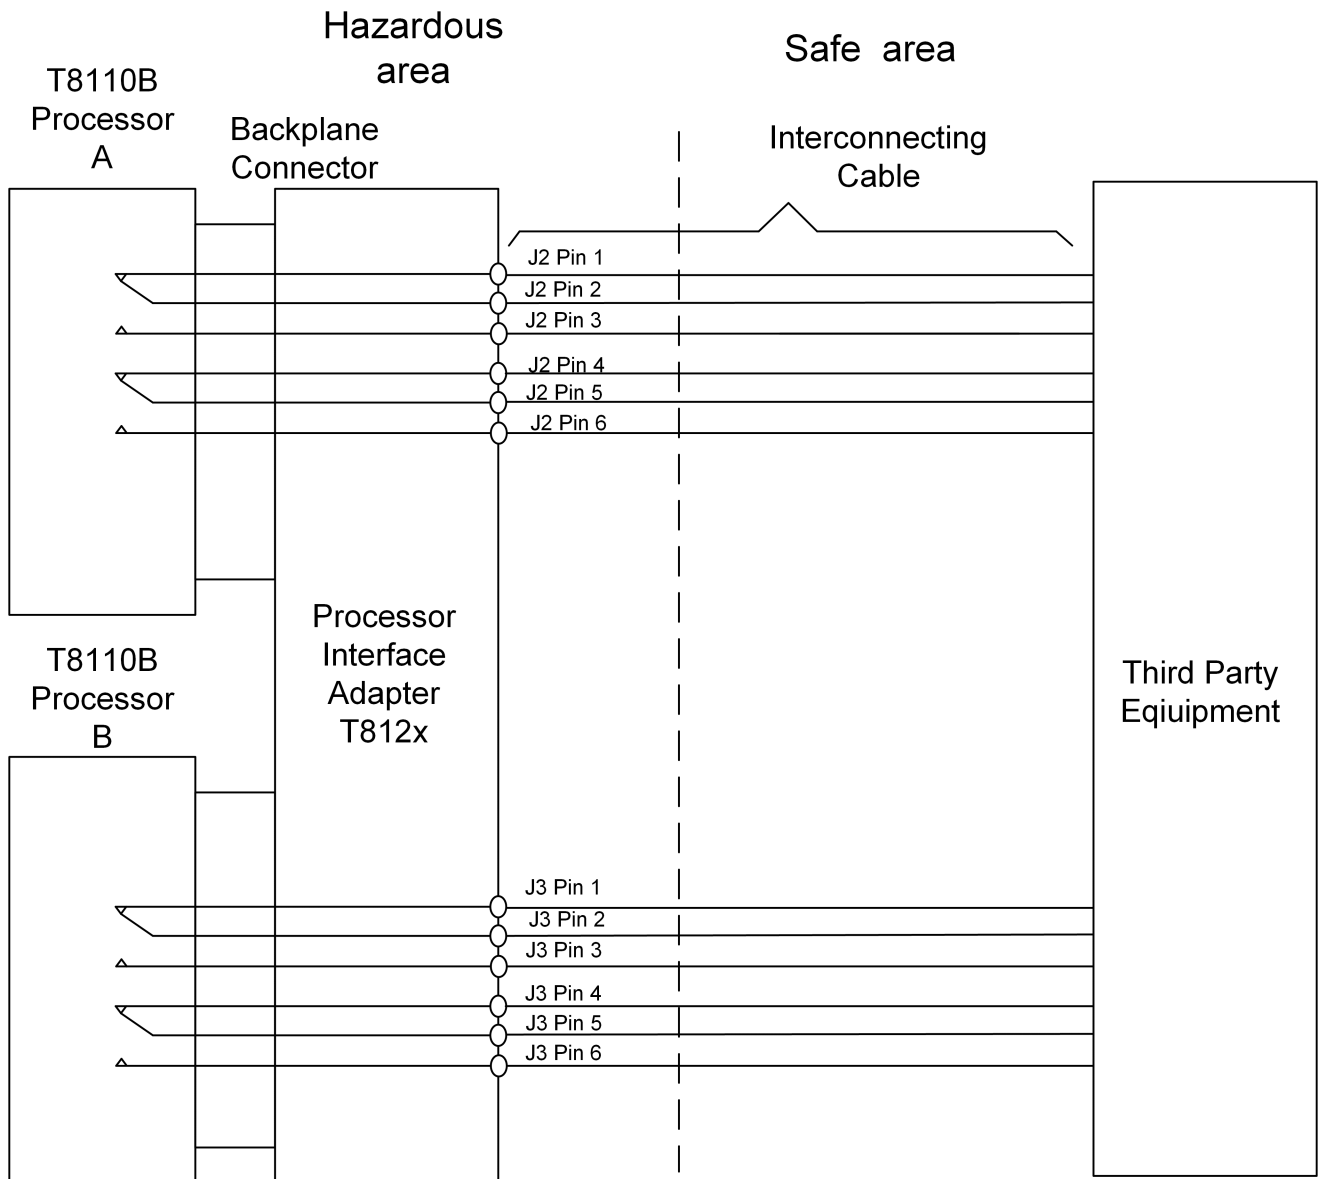 Hazardous
area
Safe area
T8110B
Processor
A
Backplane
Connector
Interconnecting
Cable
J2 Pin 1
J2 Pin 2
J2 Pin 3
J2 Pin 4
J2 Pin 5
J2 Pin 6
Processor
Interface
Adapter
T812x
T8110B
Processor
B
Third Party
Eqiuipment
J3 Pin 1
J3 Pin 2
J3 Pin 3
J3 Pin 4
J3 Pin 5
J3 Pin 6